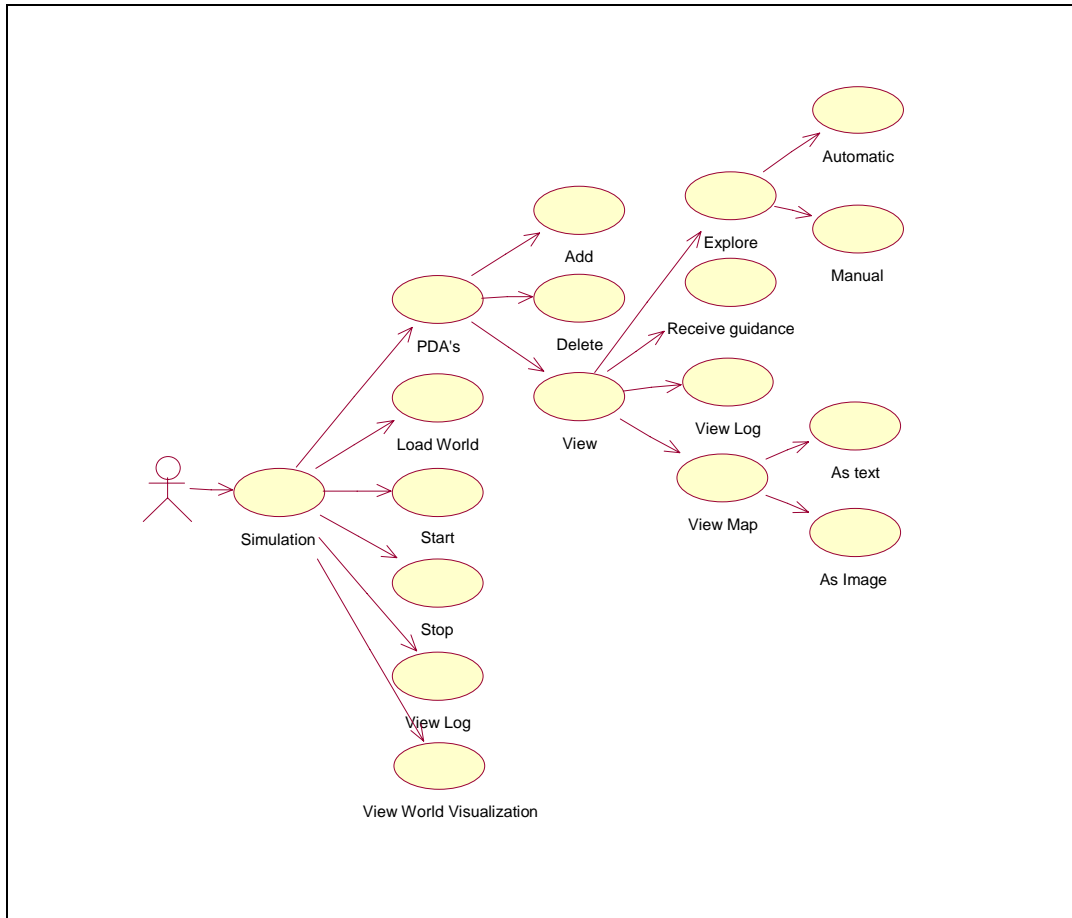 Automatic
Explore
Manual
Add
Receive guidance
Delete
PDA's
View Log
View
Load World
As text
View Map
Start
Simulation
As Image
Stop
View Log
View World Visualization